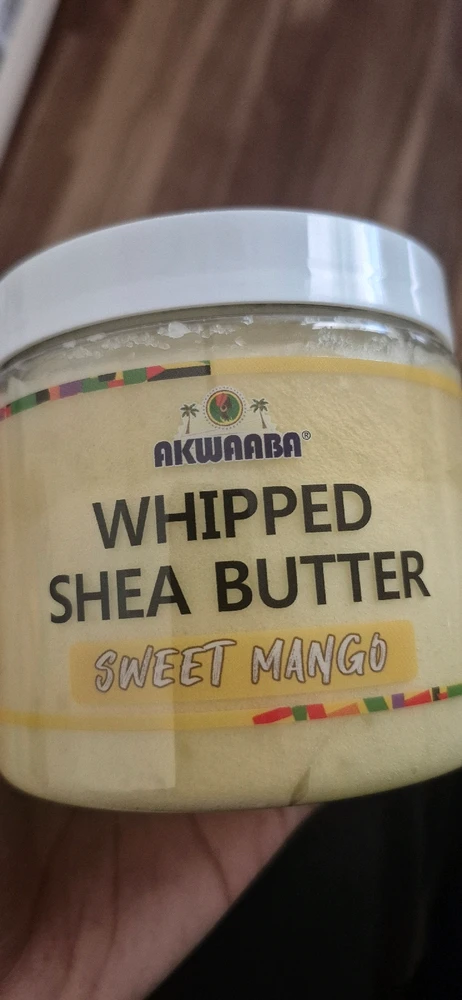 AKWAABA®
WHIPPED
SHEA BUTTER
SWEET MANGO